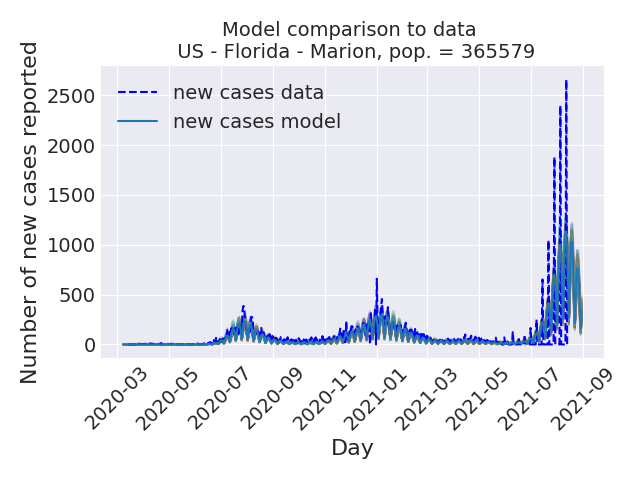 Model comparison to data
US - Florida - Marion, pop. = 365579
Number of new cases reported
2500
2000
1500
1000
500
0
new cases data
new cases model
2020-03
2020-05
2020-07
2020-09
2020-11
2021-01
2021-03
2021-05
2021-07
2021-09
Day